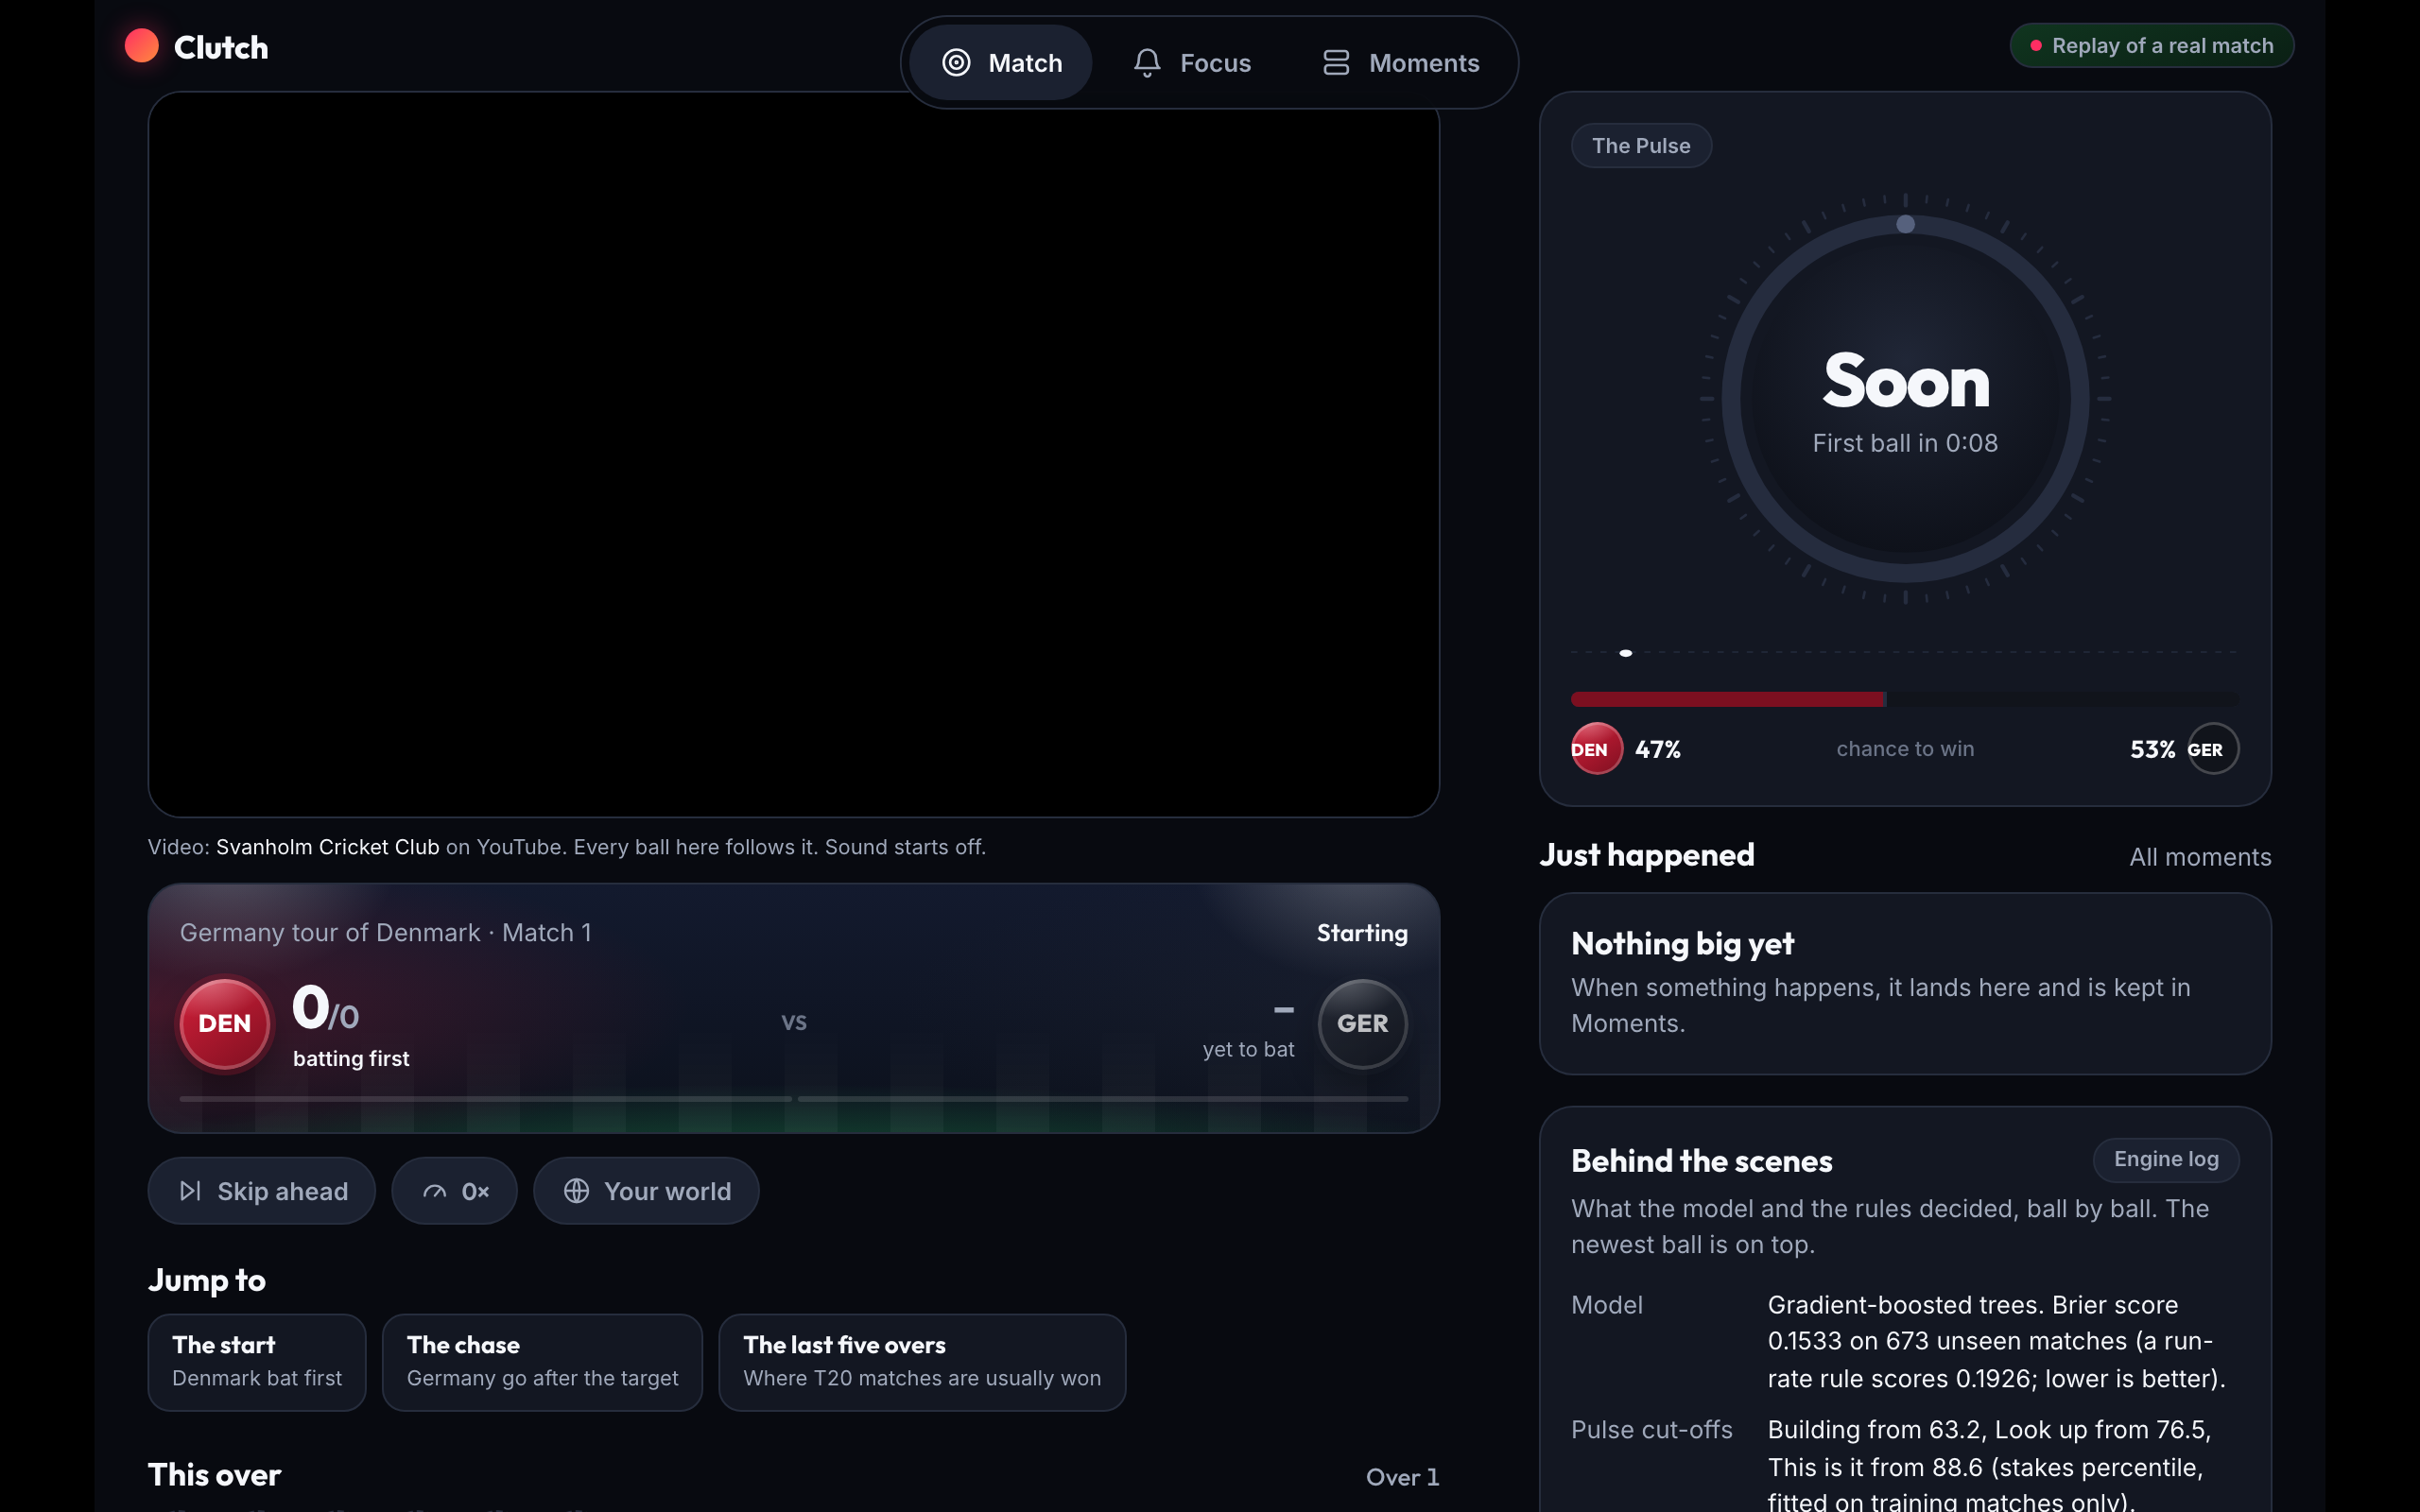 Clutch
Match
Focus
Moments
Replay of a real match
The Pulse
Soon
First ball in 0:08
DEN 47%
chance to win
53% GER
Video: Svanholm Cricket Club on YouTube. Every ball here follows it. Sound starts off.
Germany tour of Denmark · Match 1
Starting
DEN
0/0
batting first
VS
–
yet to bat
GER
Skip ahead
0×
Your world
Jump to
The start
Denmark bat first
The chase
Germany go after the target
The last five overs
Where T20 matches are usually won
This over
Over 1
Just happened
All moments
Nothing big yet
When something happens, it lands here and is kept in
Moments.
Behind the scenes
Engine log
What the model and the rules decided, ball by ball. The
newest ball is on top.
Model
Gradient-boosted trees. Brier score
0.1533 on 673 unseen matches (a run-
rate rule scores 0.1926; lower is better).
Pulse cut-offs
Building from 63.2, Look up from 76.5,
This is it from 88.6 (stakes percentile,
fitted on training matches only).